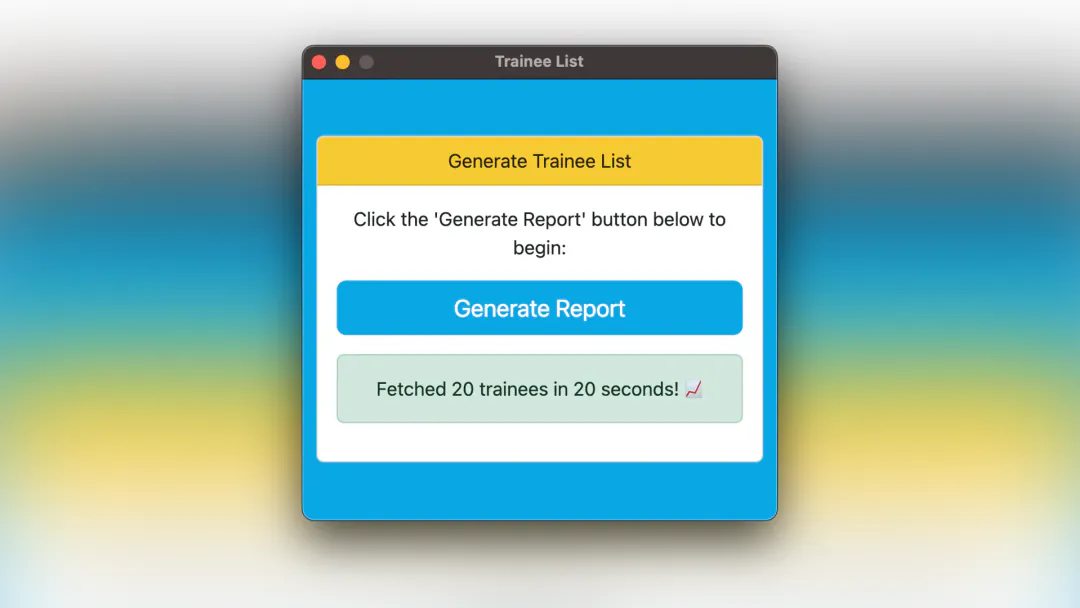 Trainee List
Generate Trainee List
Click the 'Generate Report' button below to
begin:
Generate Report
Fetched 20 trainees in 20 seconds! 📈